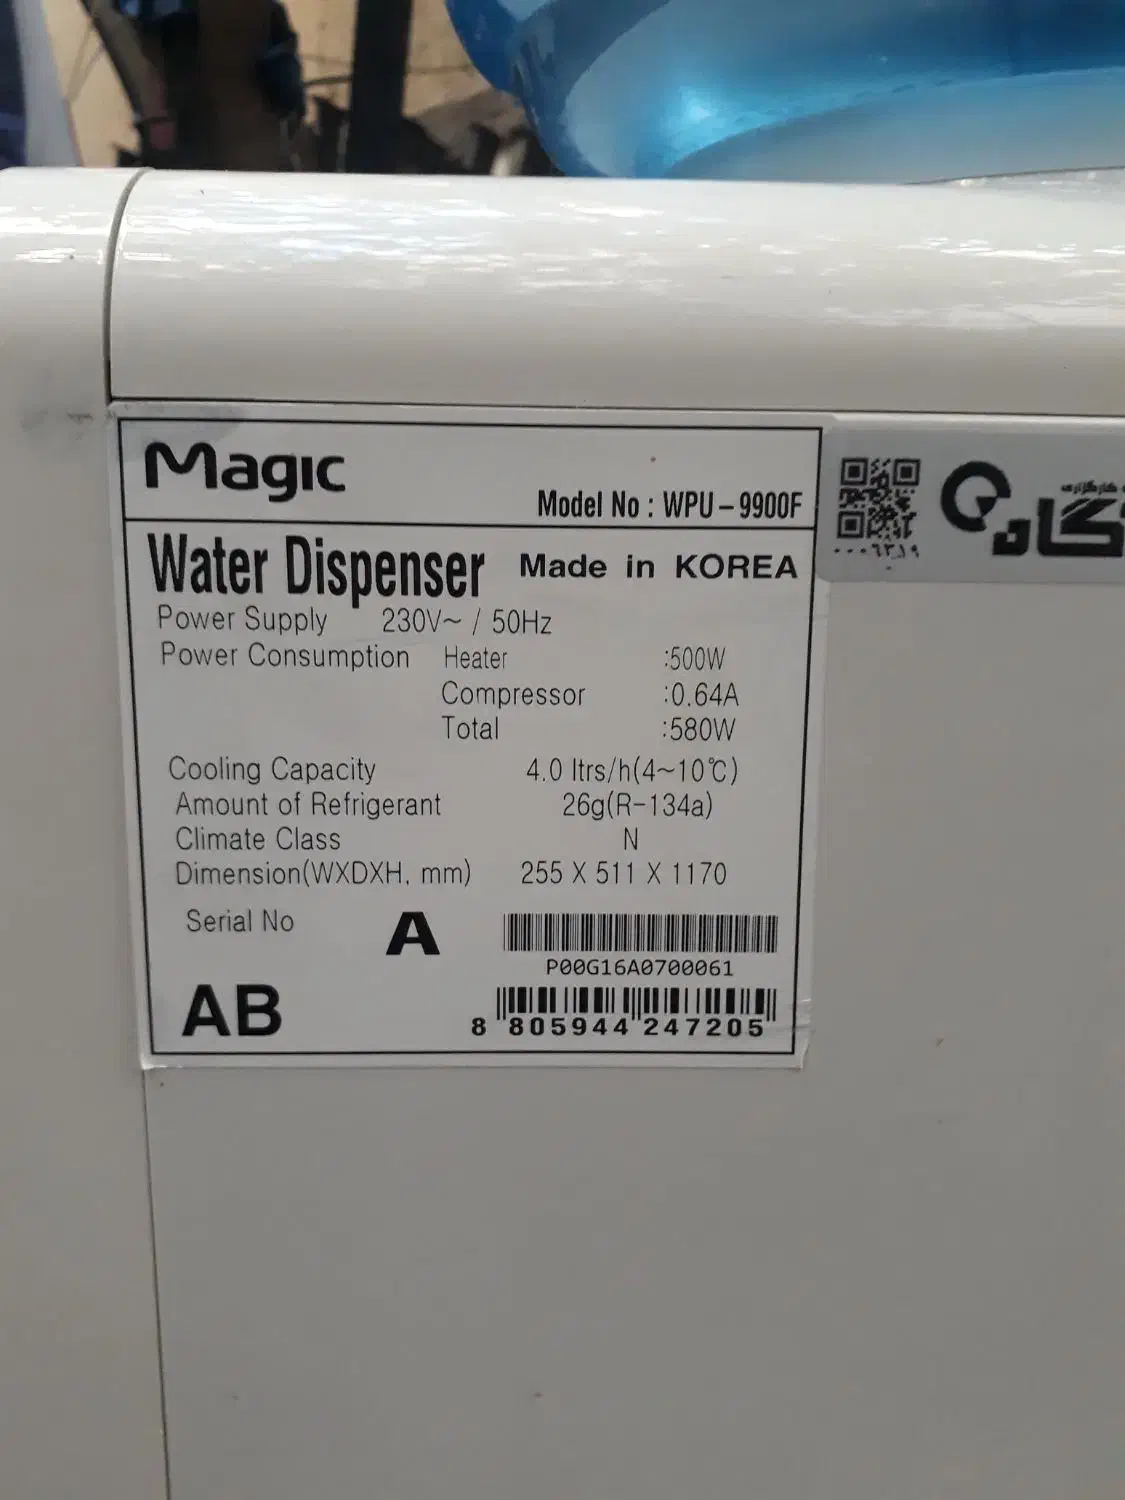 Magic
Model No : WPU-9900F
Water Dispenser Made in KOREA
Power Supply 230V~ / 50Hz
Power Consumption Heater :500W
Compressor :0.64A
Total :580W
Cooling Capacity 4.0 ltrs/h(4~10℃)
Amount of Refrigerant 26g(R-134a)
Climate Class N
Dimension(WXDXH, mm) 255 X 511 X 1170
Serial No A
P00G16A0700061
AB
8 805944 247205
کارگزاری